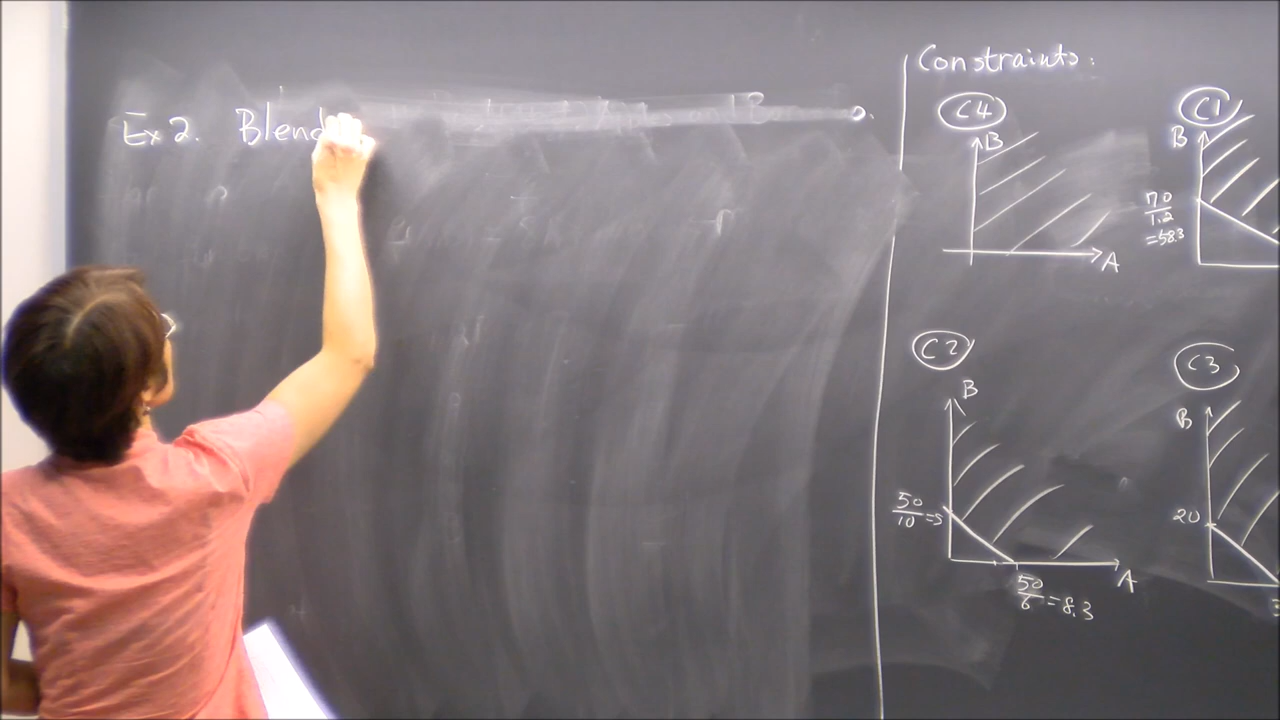 Ex 2. Blend
Constraints:
C4
B
A
C1
B
70
1.2
=58.3
C2
B
50
10
=5
A
50
6
=8.3
C3
B
20